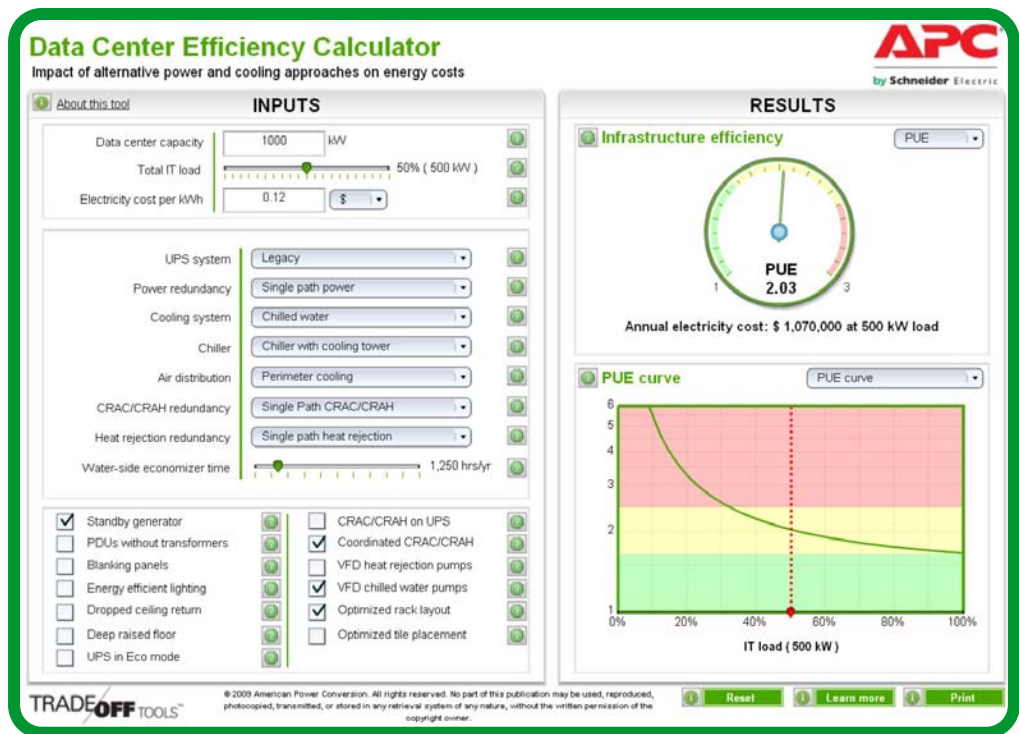 Data Center Efficiency Calculator
Impact of alternative power and cooling approaches on energy costs
APC
by Schneider Electric
About this tool
INPUTS
Data center capacity 1000 kW
Total IT load 50% ( 500 kW )
Electricity cost per kWh 0.12 $
UPS system Legacy
Power redundancy Single path power
Cooling system Chilled water
Chiller Chiller with cooling tower
Air distribution Perimeter cooling
CRAC/CRAH redundancy Single Path CRAC/CRAH
Heat rejection redundancy Single path heat rejection
Water-side economizer time 1,250 hrs/yr
Standby generator
PDUs without transformers
Blanking panels
Energy efficient lighting
Dropped ceiling return
Deep raised floor
UPS in Eco mode
CRAC/CRAH on UPS
Coordinated CRAC/CRAH
VFD heat rejection pumps
VFD chilled water pumps
Optimized rack layout
Optimized tile placement
RESULTS
Infrastructure efficiency PUE
PUE
1 2.03 3
Annual electricity cost: $ 1,070,000 at 500 kW load
PUE curve PUE curve
6
5
4
3
2
1
0% 20% 40% 60% 80% 100%
IT load ( 500 kW )
TRADE OFF TOOLS™
© 2009 American Power Conversion. All rights reserved. No part of this publication may be used, reproduced,
photocopied, transmitted, or stored in any retrieval system of any nature, without the written permission of the
copyright owner.
Reset Learn more Print